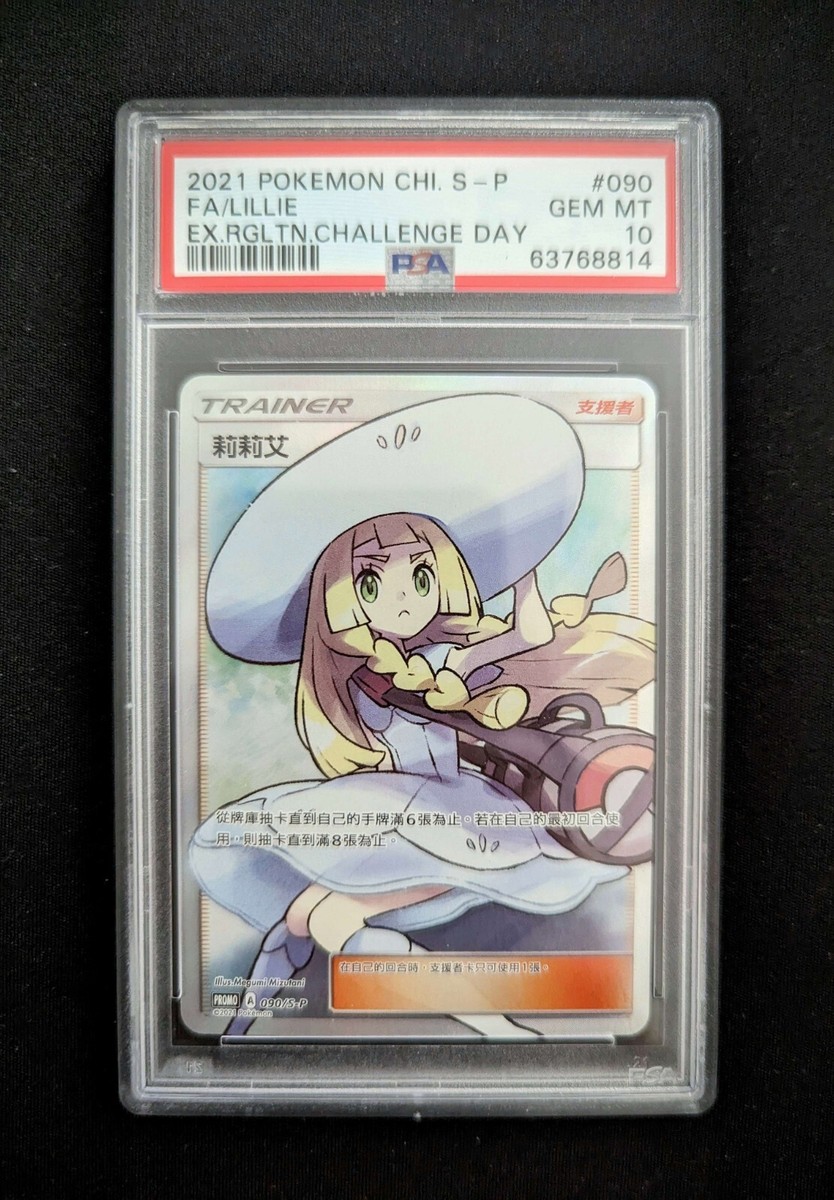 2021 POKEMON CHI. S-P #090
FA/LILLIE GEM MT
EX.RGLTN.CHALLENGE DAY 10
PSA 63768814
TRAINER 支援者
莉莉艾
從牌庫抽卡直到自己的手牌滿6張為止。若在自己的最初回合使
用,則抽卡直到滿8張為止。
在自己的回合時,支援者卡只可使用1張。
Illus. Megumi Mizutani
PROMO A 090/S-P
©2021 Pokémon
PSA